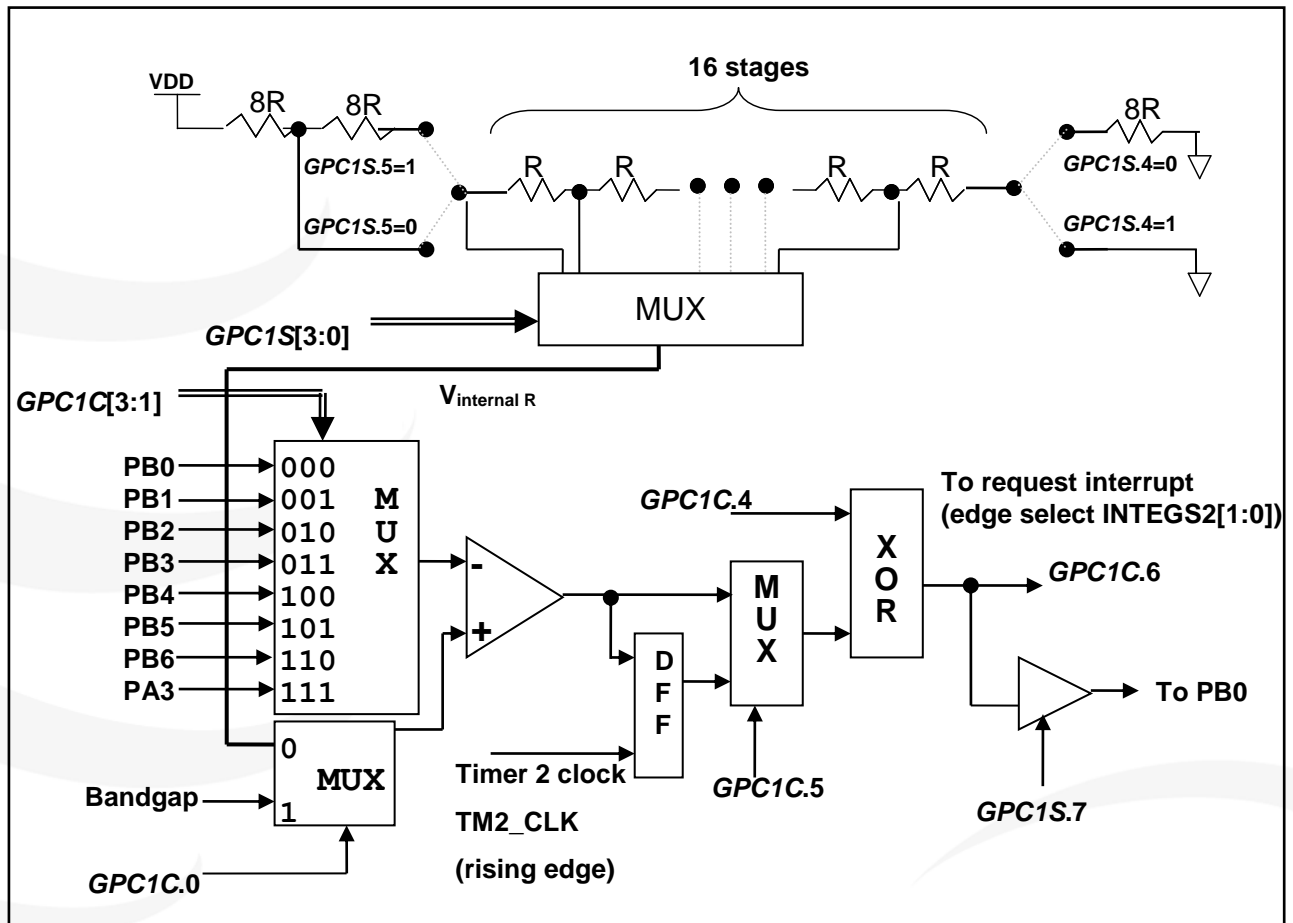 16 stages
VDD
8R
8R
8R
GPC1S.5=1
R
R
R
R
GPC1S.4=0
GPC1S.5=0
GPC1S.4=1
MUX
GPC1S[3:0]
Vinternal R
GPC1C[3:1]
PB0
000
PB1
001
PB2
010
PB3
011
PB4
100
PB5
101
PB6
110
PA3
111
M
U
X
-
+
0
1
MUX
Bandgap
GPC1C.0
D
F
F
Timer 2 clock
TM2_CLK
(rising edge)
M
U
X
GPC1C.5
GPC1C.4
X
O
R
To request interrupt
(edge select INTEGS2[1:0])
GPC1C.6
To PB0
GPC1S.7